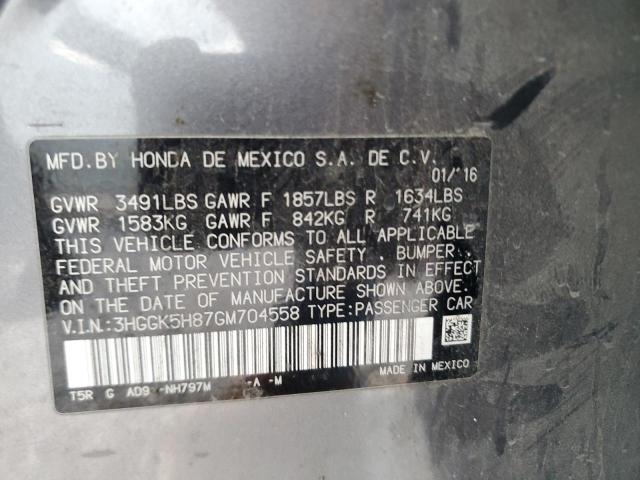 MFD. BY HONDA DE MEXICO S.A. DE C.V.
01/'16
GVWR 3491LBS GAWR F 1857LBS R 1634LBS
GVWR 1583KG GAWR F 842KG R 741KG
THIS VEHICLE CONFORMS TO ALL APPLICABLE
FEDERAL MOTOR VEHICLE SAFETY, BUMPER,
AND THEFT PREVENTION STANDARDS IN EFFECT
ON THE DATE OF MANUFACTURE SHOWN ABOVE.
V.I.N.:3HGGK5H87GM704558 TYPE:PASSENGER CAR
MADE IN MEXICO
T5R G AD9 -NH797M -A -M